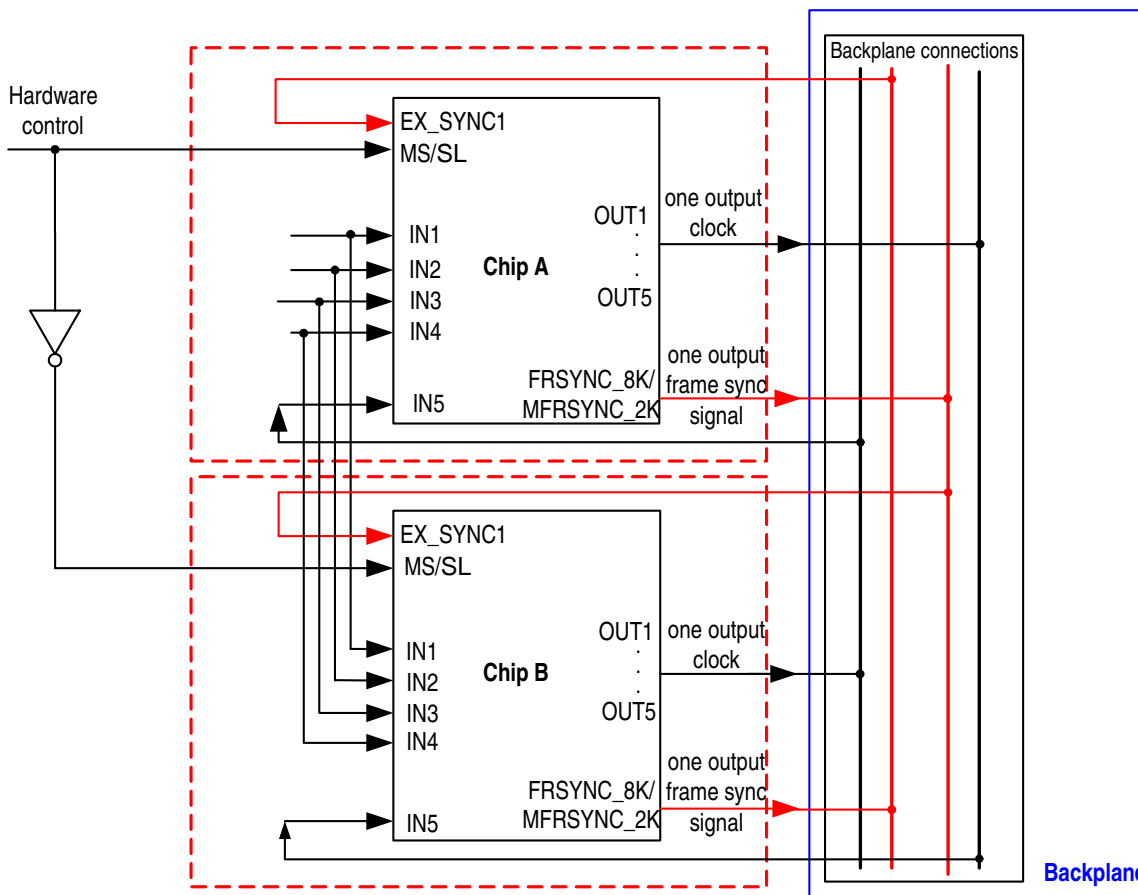 Backplane connections
Hardware
control
EX_SYNC1
MS/SL
IN1
IN2
IN3
IN4
IN5
Chip A
OUT1
.
.
.
OUT5
FRSYNC_8K/
MFRSYNC_2K
one output
clock
one output
frame sync
signal
EX_SYNC1
MS/SL
IN1
IN2
IN3
IN4
IN5
Chip B
OUT1
.
.
.
OUT5
FRSYNC_8K/
MFRSYNC_2K
one output
clock
one output
frame sync
signal
Backplane